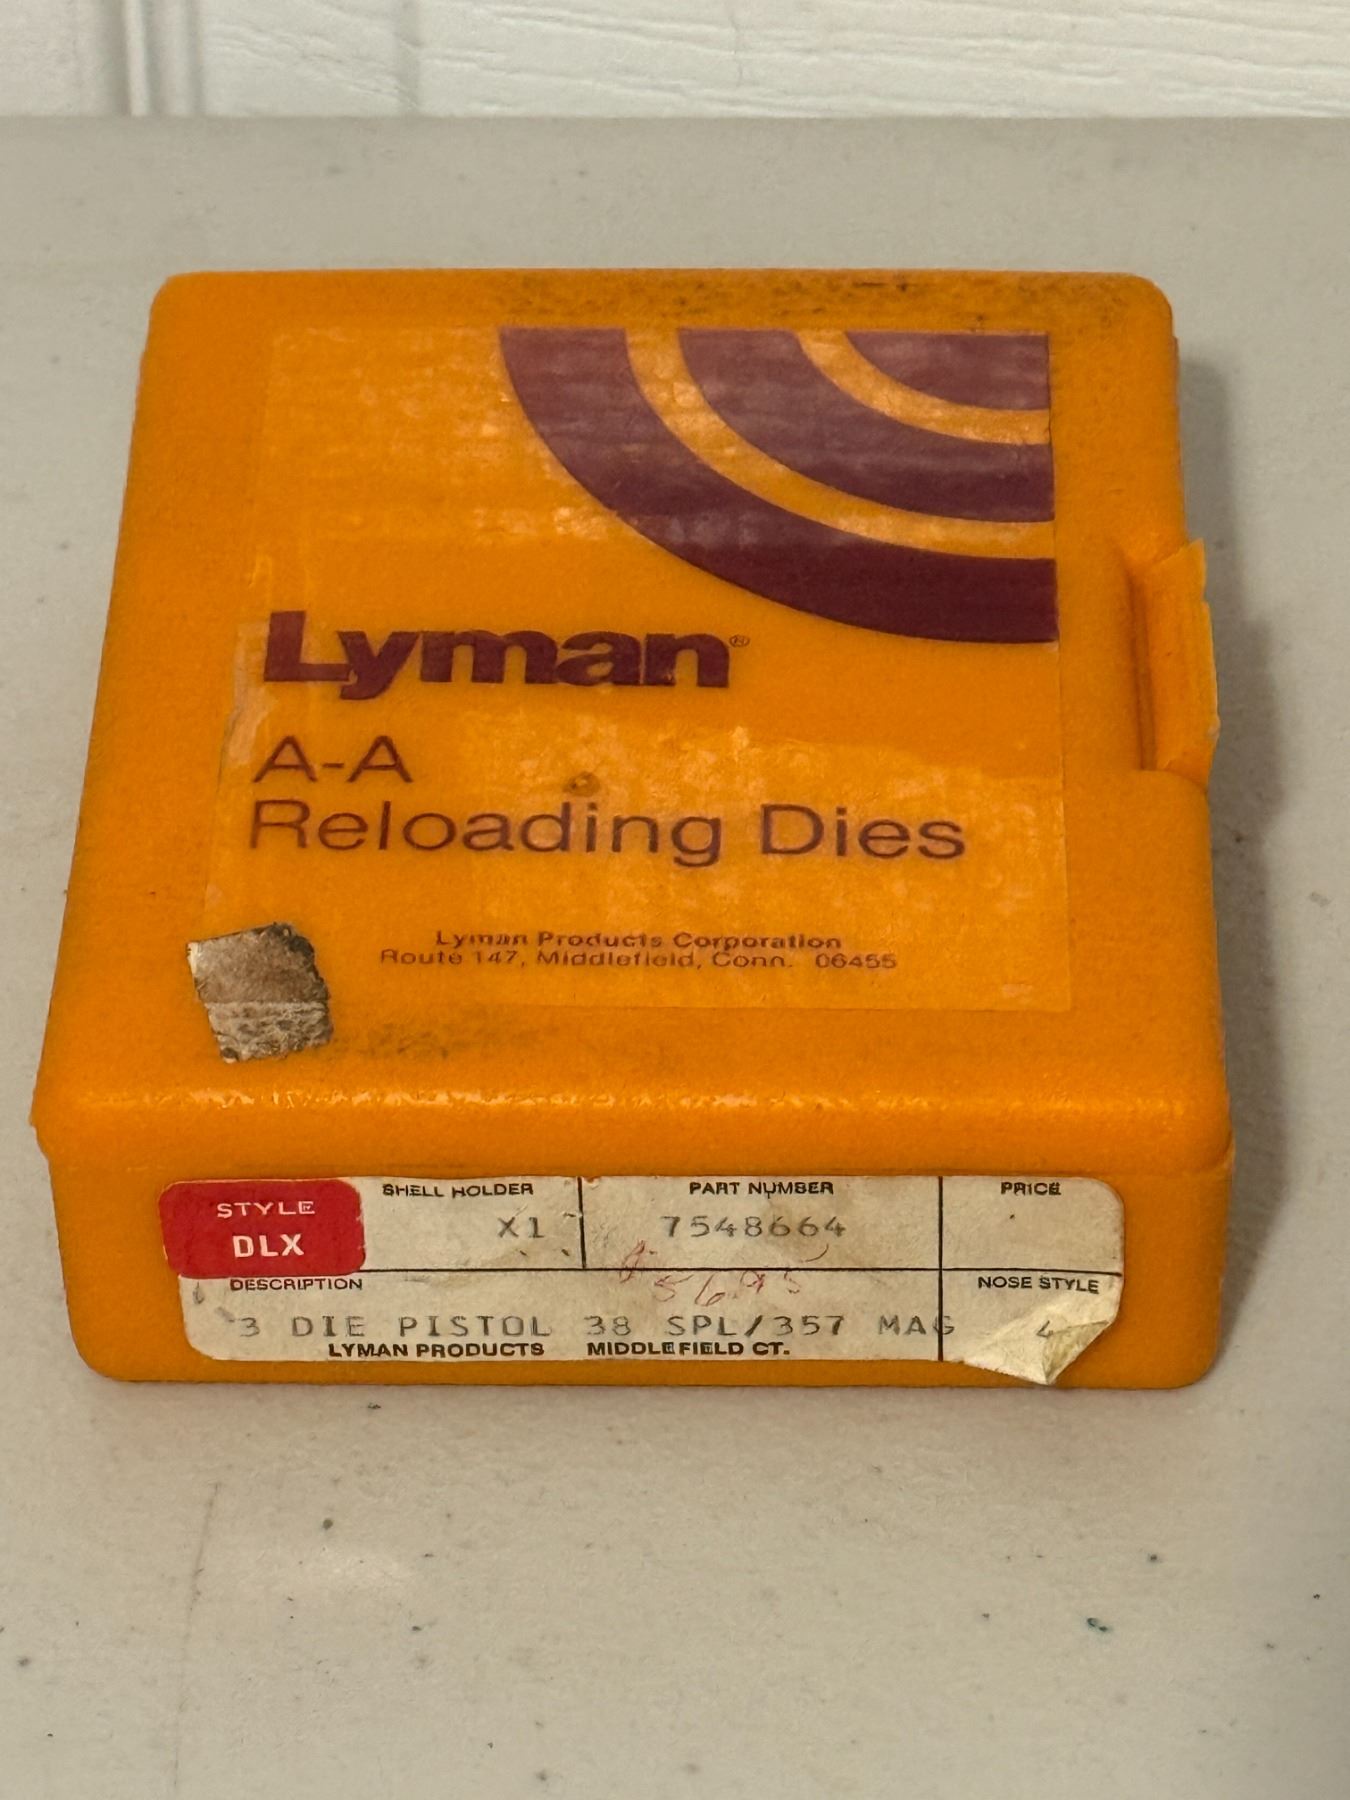 Lyman®
A-A
Reloading Dies
Lyman Products Corporation
Route 147, Middlefield, Conn. 06455
STYLE
DLX
SHELL HOLDER
X1
PART NUMBER
7548664
PRICE
DESCRIPTION
3 DIE PISTOL 38 SPL/357 MAG
NOSE STYLE
4
LYMAN PRODUCTS MIDDLEFIELD CT.